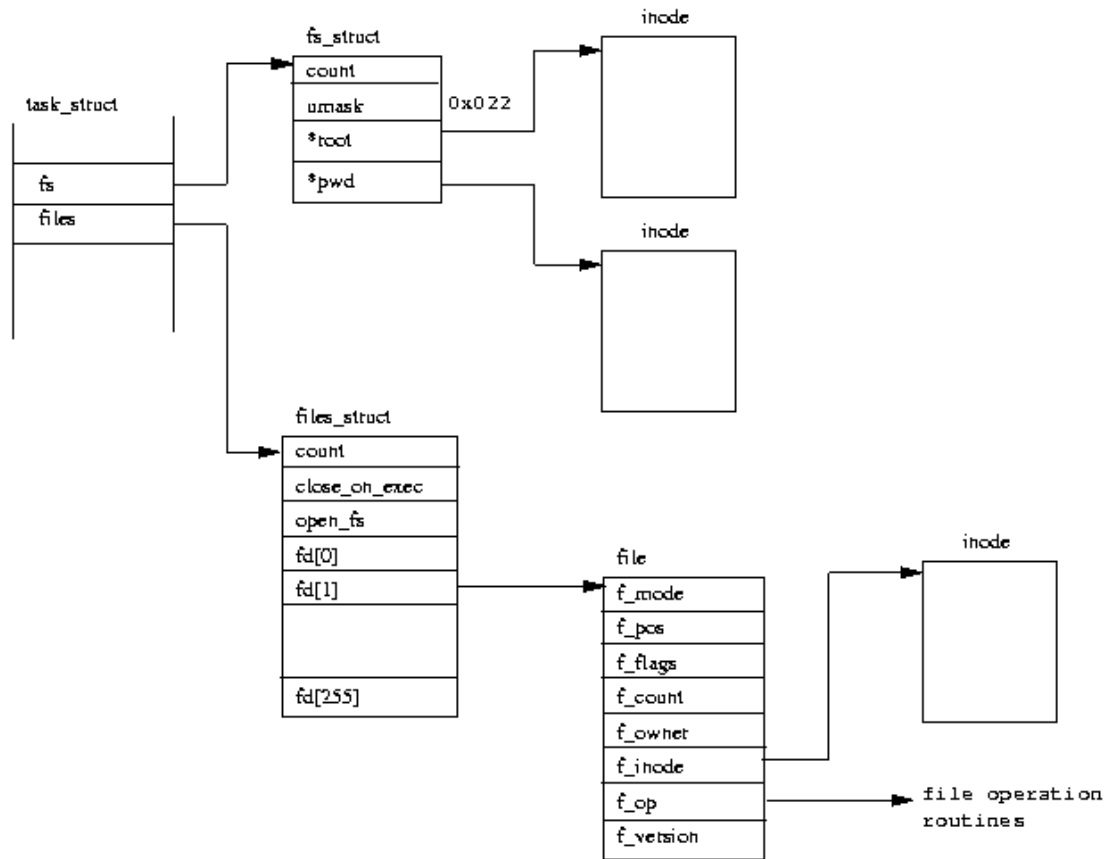 inode
fs_struct
count
umask
0x022
*root
*pwd
task_struct
fs
files
inode
files_struct
count
close_on_exec
open_fs
fd[0]
fd[1]
fd[255]
file
f_mode
f_pos
f_flags
f_count
f_owner
f_inode
f_op
f_version
inode
file operation
routines